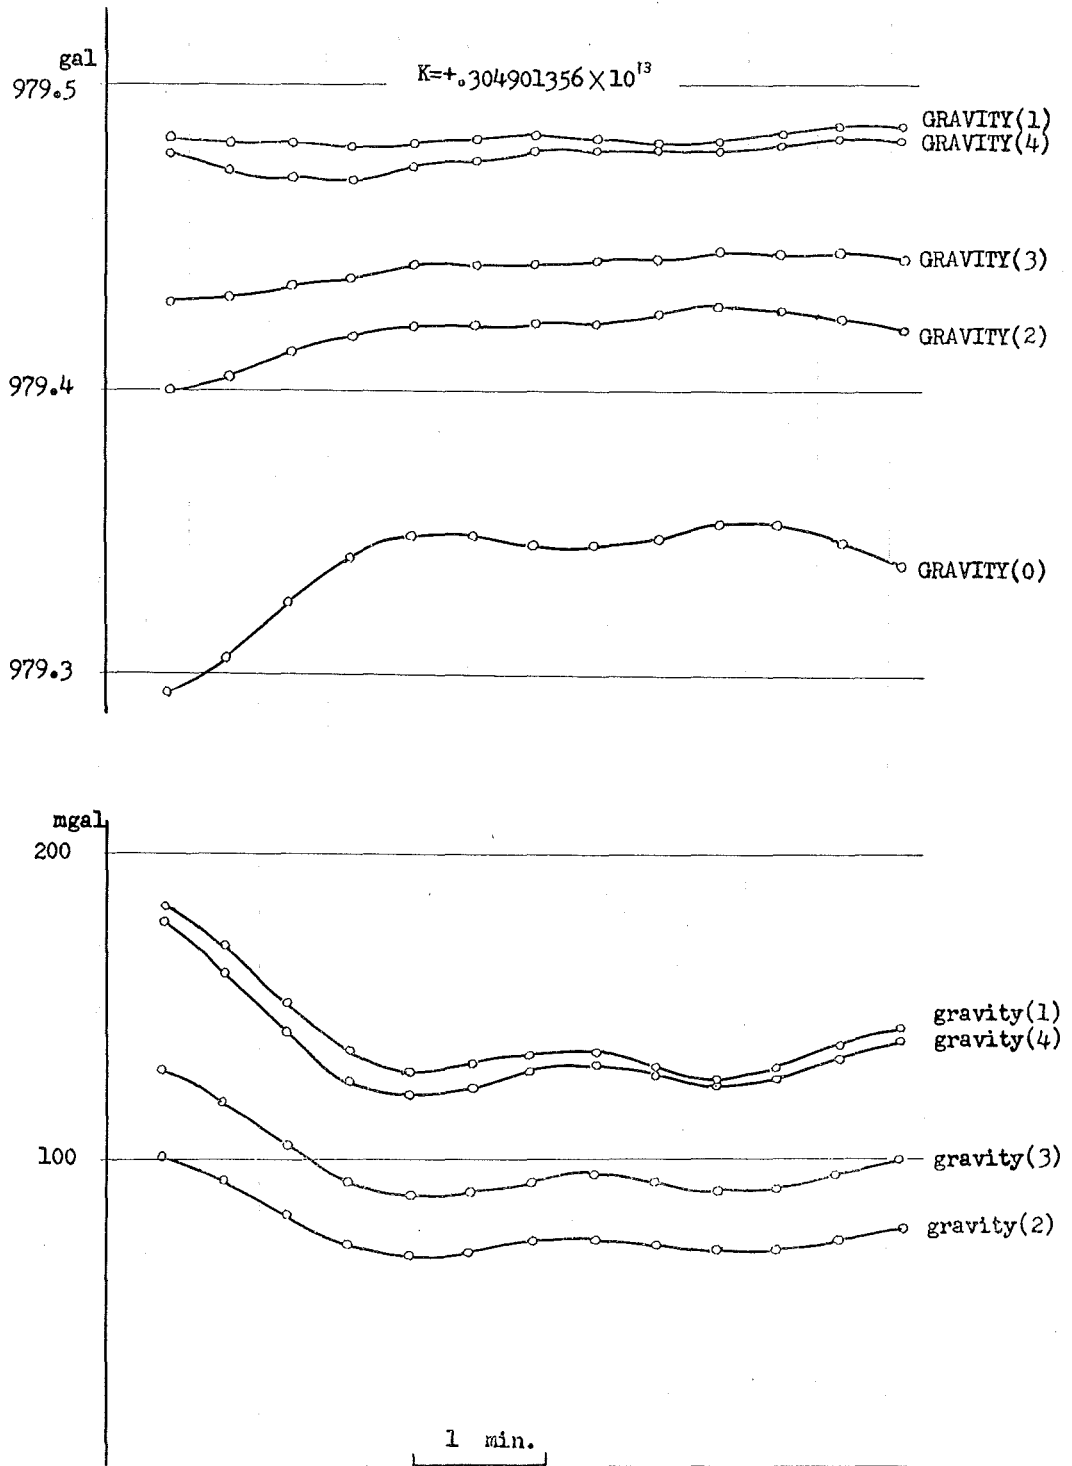 gal
K=+.304901356×10¹³
979.5
GRAVITY(1)
GRAVITY(4)
GRAVITY(3)
GRAVITY(2)
979.4
GRAVITY(0)
979.3
mgal
200
gravity(1)
gravity(4)
100
gravity(3)
gravity(2)
1 min.